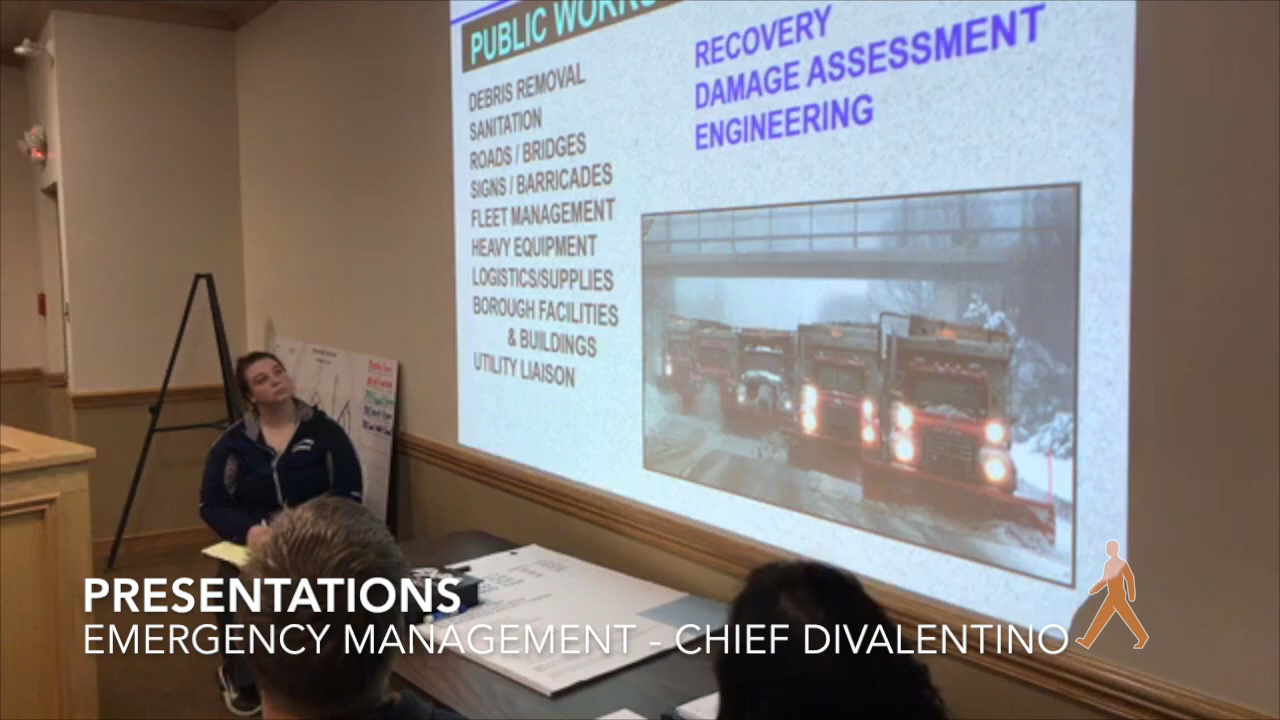 PUBLIC WORKS
DEBRIS REMOVAL
SANITATION
ROADS / BRIDGES
SIGNS / BARRICADES
FLEET MANAGEMENT
HEAVY EQUIPMENT
LOGISTICS/SUPPLIES
BOROUGH FACILITIES
& BUILDINGS
UTILITY LIAISON
RECOVERY
DAMAGE ASSESSMENT
ENGINEERING
PRESENTATIONS
EMERGENCY MANAGEMENT - CHIEF DIVALENTINO